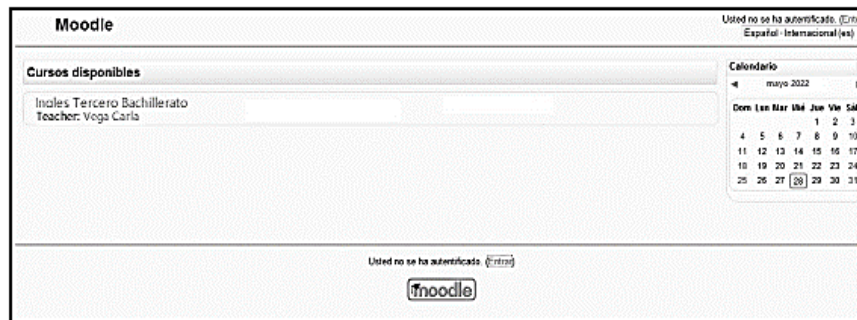 Moodle
Usted no se ha autentificado. (Ent
Español - Internacional (es)
Cursos disponibles
Ingles Tercero Bachillerato
Teacher: Vega Carla
Calendario
◄ mayo 2022
Dom Lun Mar Mié Jue Vie Sáb
1 2 3
4 5 6 7 8 9 10
11 12 13 14 15 16 17
18 19 20 21 22 23 24
25 26 27 28 29 30 31
Usted no se ha autentificado. (Entrar)
moodle